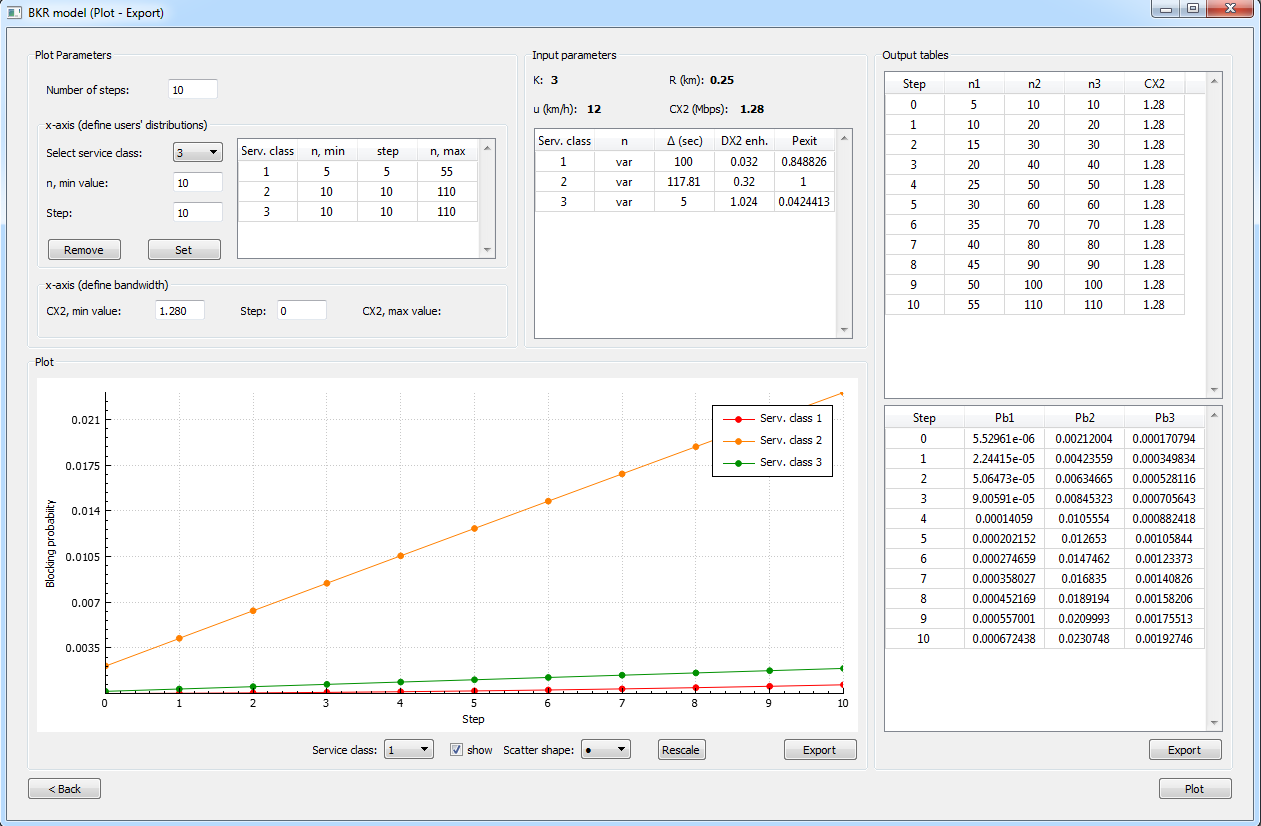 BKR model (Plot - Export)
Plot Parameters
Number of steps: 10
x-axis (define users' distributions)
Select service class: 3
n, min value: 10
Step: 10
Remove Set
Serv. class n, min step n, max
1 5 5 55
2 10 10 110
3 10 10 110
x-axis (define bandwidth)
CX2, min value: 1.280 Step: 0 CX2, max value:
Input parameters
K: 3 R (km): 0.25
u (km/h): 12 CX2 (Mbps): 1.28
Serv. class n Δ (sec) DX2 enh. Pexit
1 var 100 0.032 0.848826
2 var 117.81 0.32 1
3 var 5 1.024 0.0424413
Output tables
Step n1 n2 n3 CX2
0 5 10 10 1.28
1 10 20 20 1.28
2 15 30 30 1.28
3 20 40 40 1.28
4 25 50 50 1.28
5 30 60 60 1.28
6 35 70 70 1.28
7 40 80 80 1.28
8 45 90 90 1.28
9 50 100 100 1.28
10 55 110 110 1.28
Step Pb1 Pb2 Pb3
0 5.52961e-06 0.00212004 0.000170794
1 2.24415e-05 0.00423559 0.000349834
2 5.06473e-05 0.00634665 0.000528116
3 9.00591e-05 0.00845323 0.000705643
4 0.00014059 0.0105554 0.000882418
5 0.000202152 0.012653 0.00105844
6 0.000274659 0.0147462 0.00123373
7 0.000358027 0.016835 0.00140826
8 0.000452169 0.0189194 0.00158206
9 0.000557001 0.0209993 0.00175513
10 0.000672438 0.0230748 0.00192746
Export
Plot
Blocking probability
0.021
0.0175
0.014
0.0105
0.007
0.0035
0 1 2 3 4 5 6 7 8 9 10
Step
Serv. class 1
Serv. class 2
Serv. class 3
Service class: 1 show Scatter shape: Rescale Export
< Back Plot